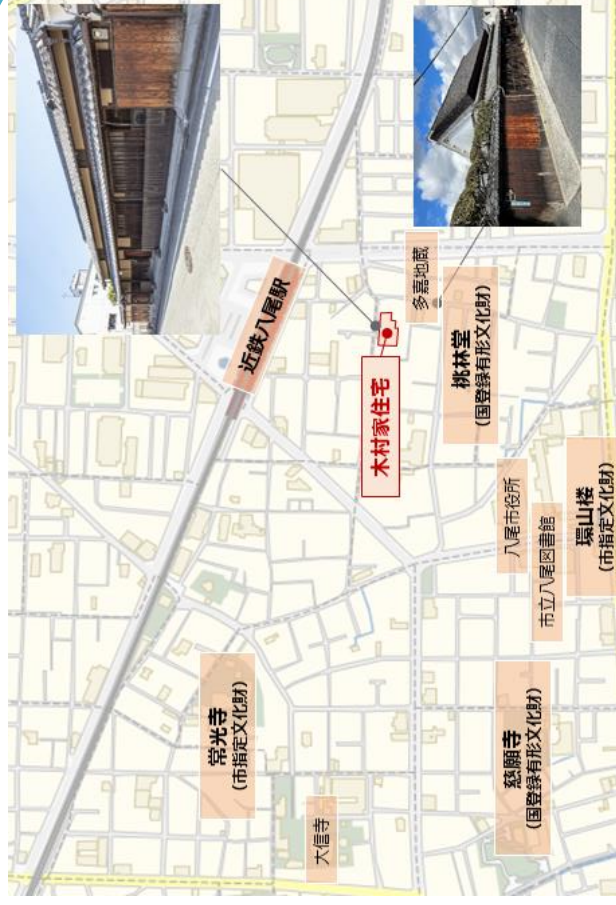 近鉄八尾駅
木村家住宅
多嘉地蔵
桃林堂
(国登録有形文化財)
八尾市役所
市立八尾図書館
環山楼
(市指定文化財)
常光寺
(市指定文化財)
大信寺
慈願寺
(国登録有形文化財)